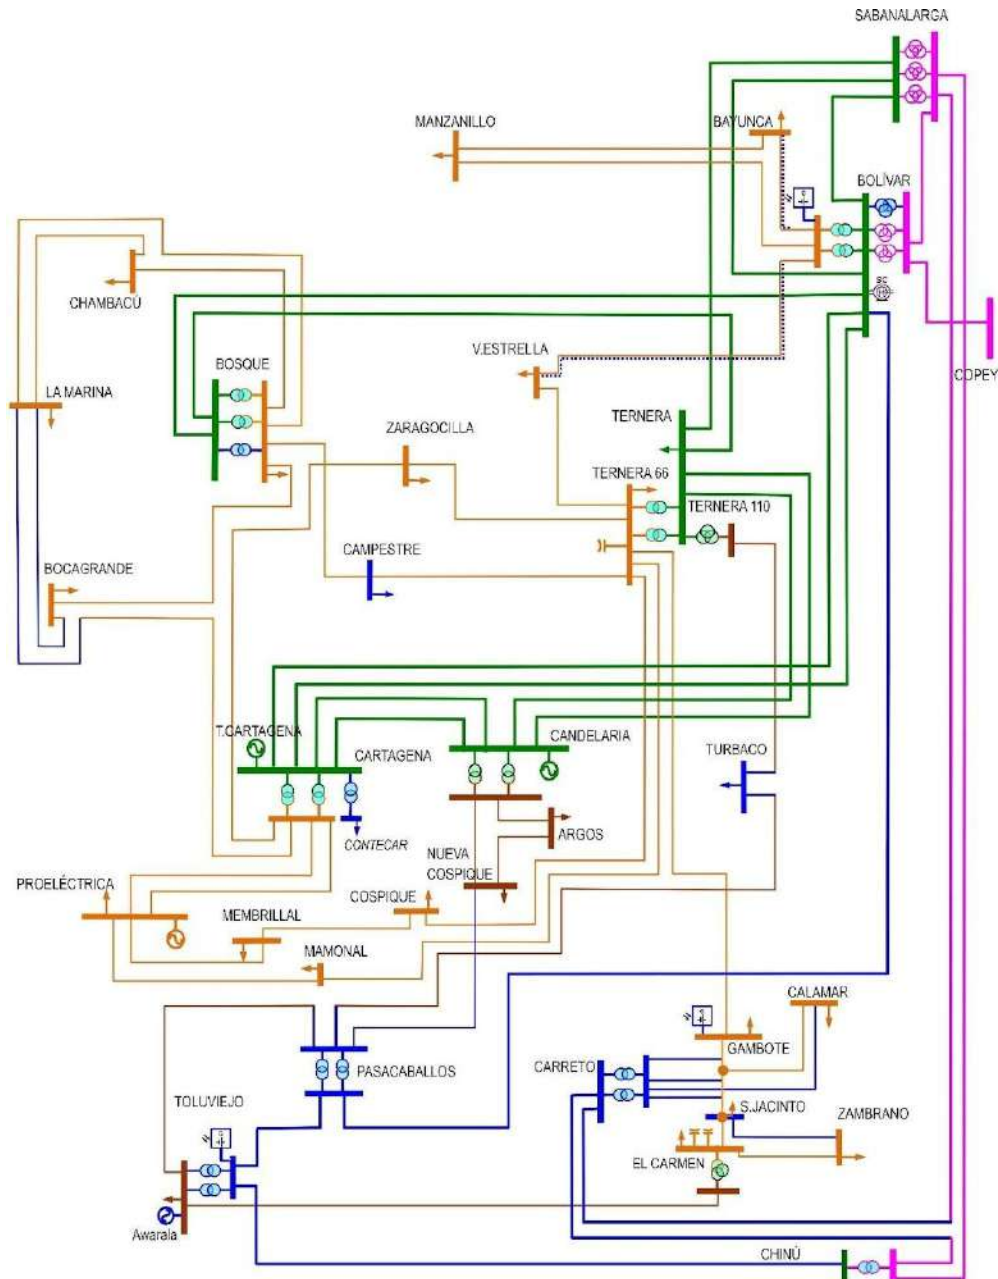 SABANALARGA
MANZANILLO
BAYUNCA
BOLÍVAR
SC
CHAMBACÚ
COPEY
V.ESTRELLA
BOSQUE
LA MARINA
TERNERA
ZARAGOCILLA
TERNERA 66
TERNERA 110
CAMPESTRE
BOCAGRANDE
T.CARTAGENA
CARTAGENA
CANDELARIA
TURBACO
CONTECAR
ARGOS
NUEVA
COSPIQUE
PROELÉCTRICA
COSPIQUE
MEMBRILLAL
MAMONAL
CALAMAR
GAMBOTE
CARRETO
PASACABALLOS
TOLUVIEJO
S.JACINTO
ZAMBRANO
EL CARMEN
Awarala
CHINÚ